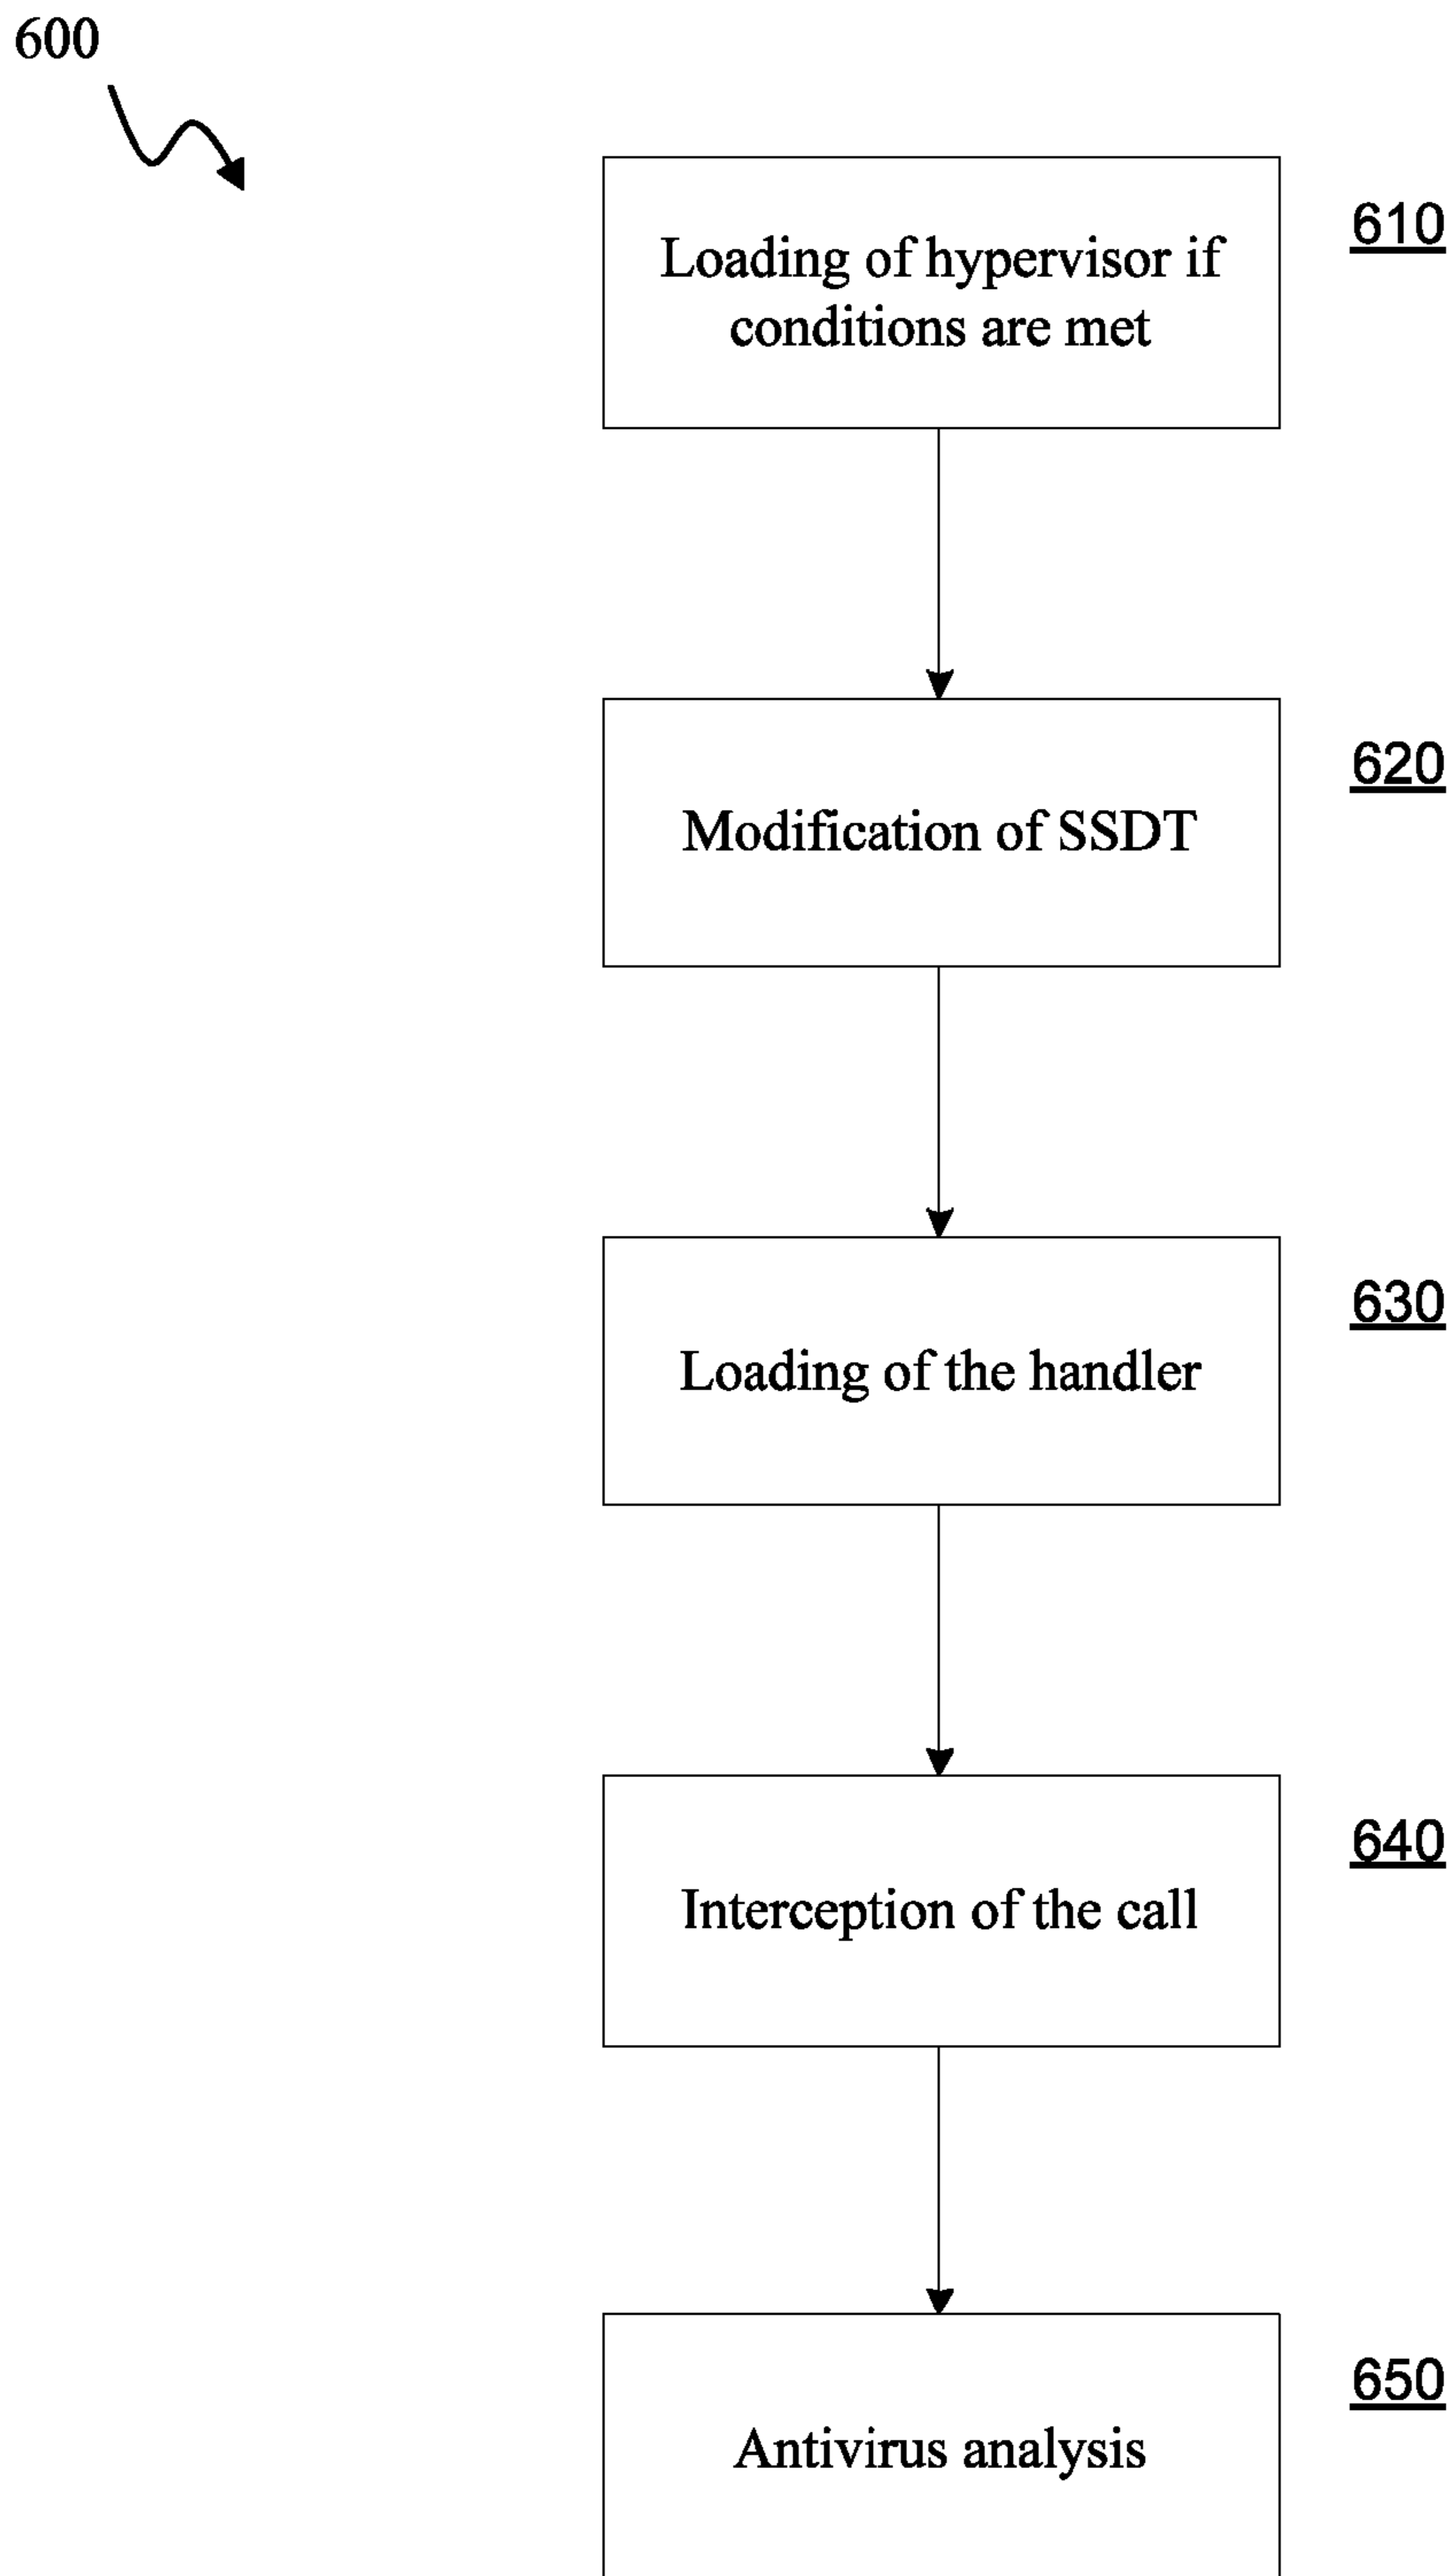 600
610
Loading of hypervisor if
conditions are met
620
Modification of SSDT
630
Loading of the handler
640
Interception of the call
650
Antivirus analysis